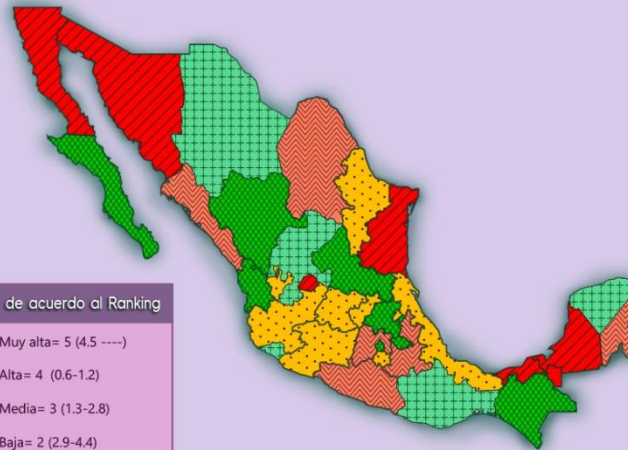 de acuerdo al Ranking
Muy alta= 5 (4.5 ----)
Alta= 4 (0.6-1.2)
Media= 3 (1.3-2.8)
Baja= 2 (2.9-4.4)